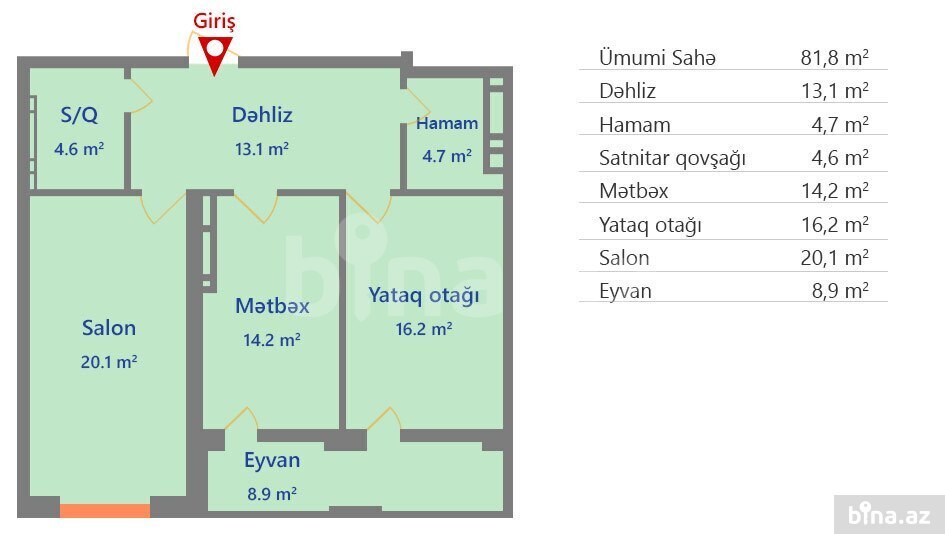 Giriş
S/Q
4.6 m²
Dəhliz
13.1 m²
Hamam
4.7 m²
Salon
20.1 m²
Mətbəx
14.2 m²
Yataq otağı
16.2 m²
Eyvan
8.9 m²
bina.az
Ümumi Sahə 81,8 m²
Dəhliz 13,1 m²
Hamam 4,7 m²
Satnitar qovşağı 4,6 m²
Mətbəx 14,2 m²
Yataq otağı 16,2 m²
Salon 20,1 m²
Eyvan 8,9 m²
bina.az